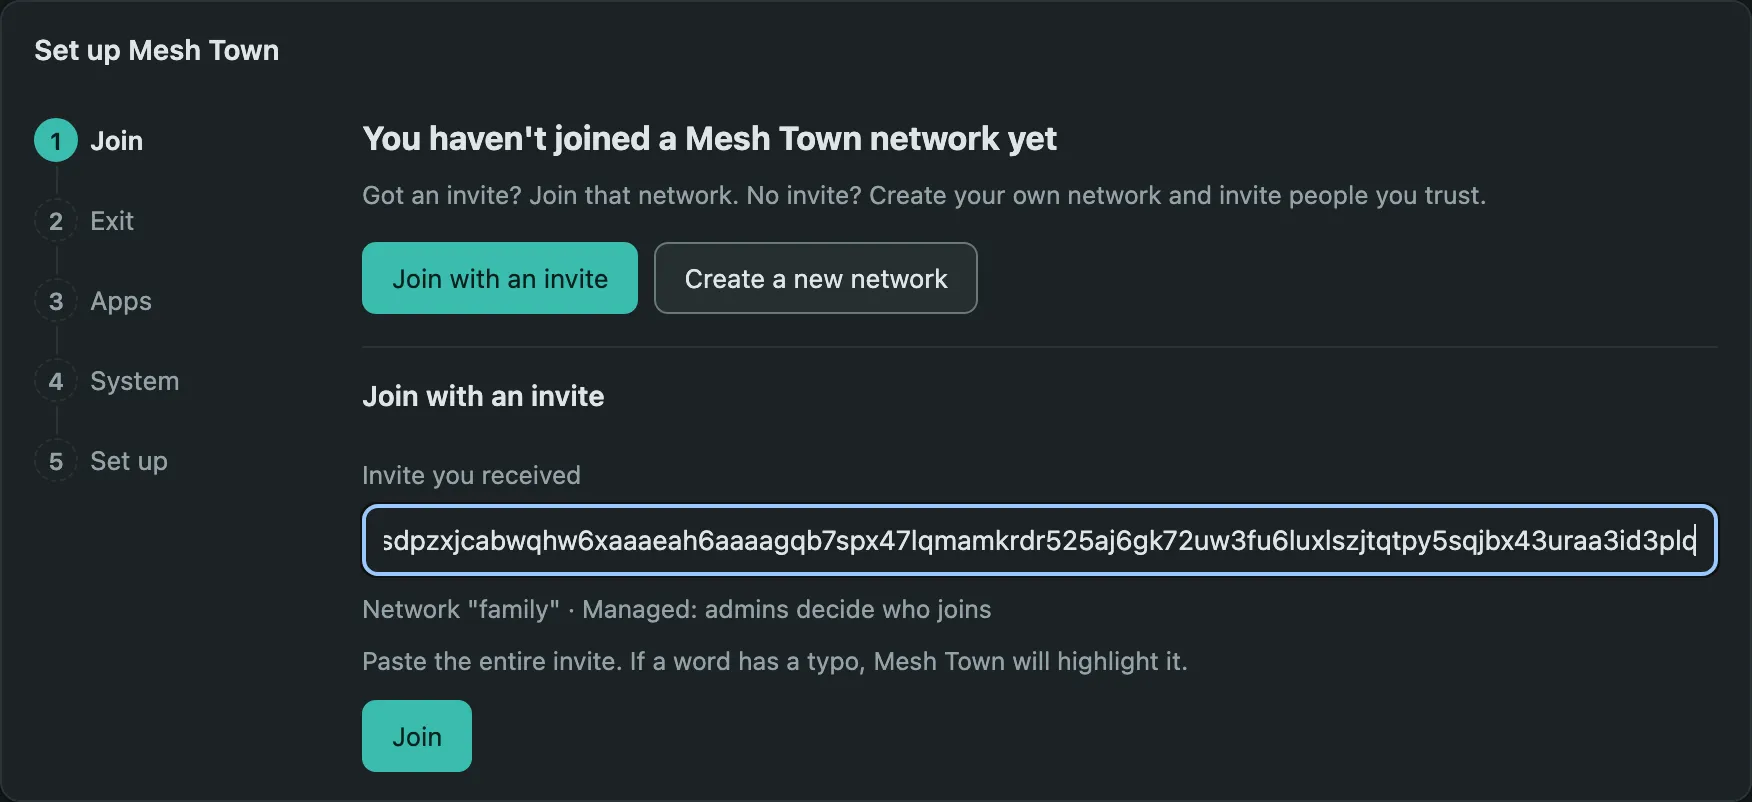 Set up Mesh Town
1 Join
2 Exit
3 Apps
4 System
5 Set up
You haven't joined a Mesh Town network yet
Got an invite? Join that network. No invite? Create your own network and invite people you trust.
Join with an invite
Create a new network
Join with an invite
Invite you received
sdpzxjcabwqhw6xaaaeah6aaaagqb7spx47lqmamkrdr525aj6gk72uw3fu6luxlszjtqtpy5sqjbx43uraa3id3plq
Network "family" · Managed: admins decide who joins
Paste the entire invite. If a word has a typo, Mesh Town will highlight it.
Join